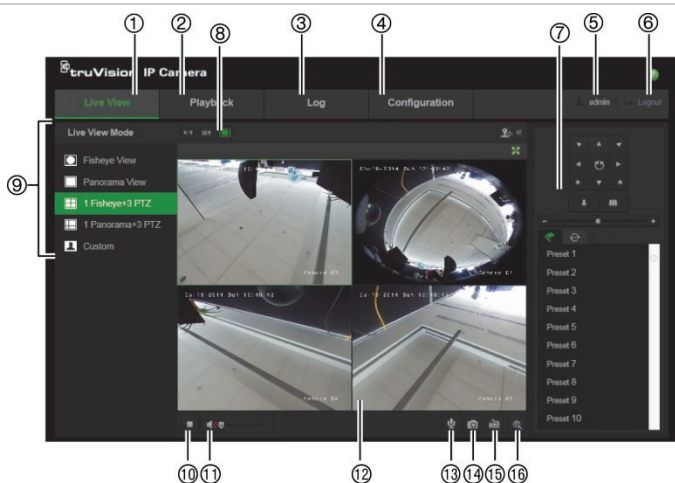 ① ② ⑧ ③ ④ ⑦ ⑤ ⑥
truVision IP Camera
Live View Playback Log Configuration admin Logout
Live View Mode
Fisheye View
Panorama View
1 Fisheye+3 PTZ
1 Panorama+3 PTZ
Custom
⑨
Camera 03
Camera 01
Camera 04
Camera 05
- +
Preset 1
Preset 2
Preset 3
Preset 4
Preset 5
Preset 6
Preset 7
Preset 8
Preset 9
Preset 10
⑩ ⑪ ⑫ ⑬ ⑭ ⑮ ⑯